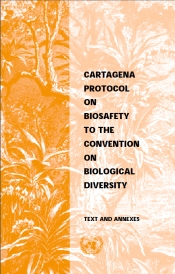 CARTAGENA
PROTOCOL
ON
BIOSAFETY
TO THE
CONVENTION
ON
BIOLOGICAL
DIVERSITY
TEXT AND ANNEXES